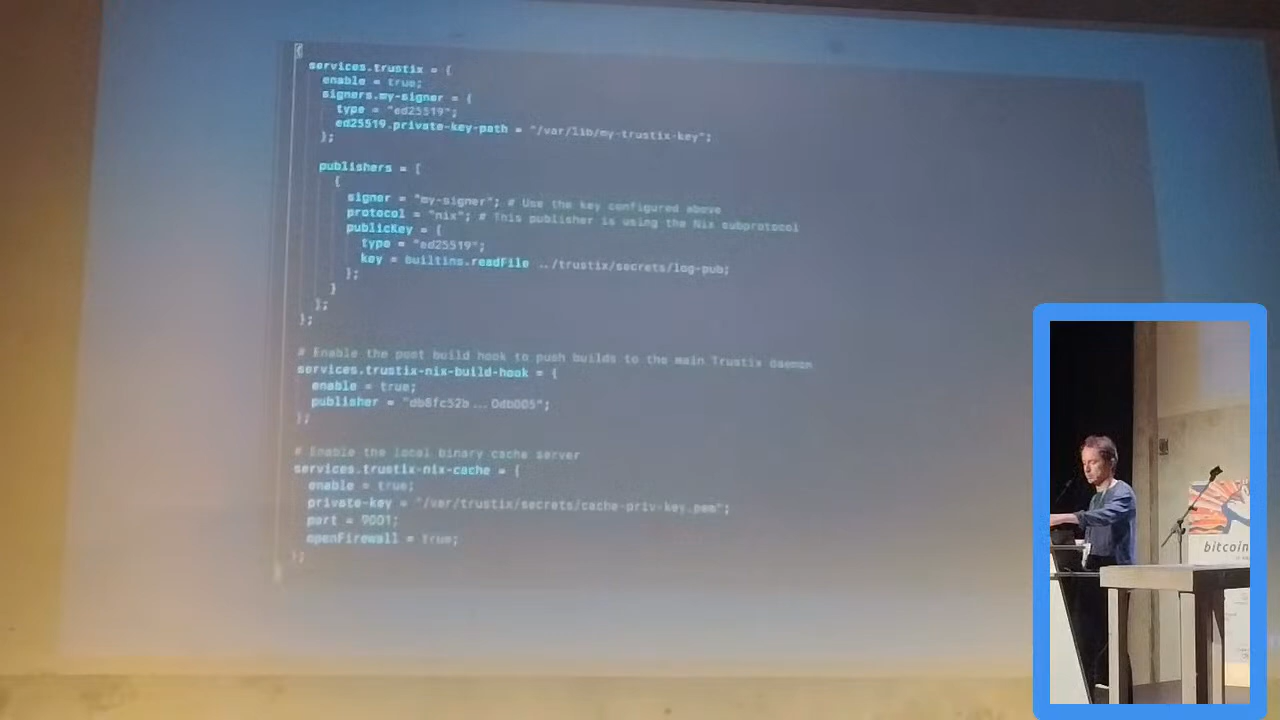 {
services.trustix = {
enable = true;
signers.my-signer = {
type = "ed25519";
ed25519.private-key-path = "/var/lib/my-trustix-key";
};
publishers = [
{
signer = "my-signer"; # Use the key configured above
protocol = "nix"; # This publisher is using the Nix subprotocol
publicKey = {
type = "ed25519";
key = builtins.readFile ../trustix/secrets/log-pub;
};
}
];
};
# Enable the post build hook to push builds to the main Trustix daemon
services.trustix-nix-build-hook = {
enable = true;
publisher = "db8fc52b...0db005";
};
# Enable the local binary cache server
services.trustix-nix-cache = {
enable = true;
private-key = "/var/trustix/secrets/cache-priv-key.pem";
port = 9001;
openFirewall = true;
};
bitcoin